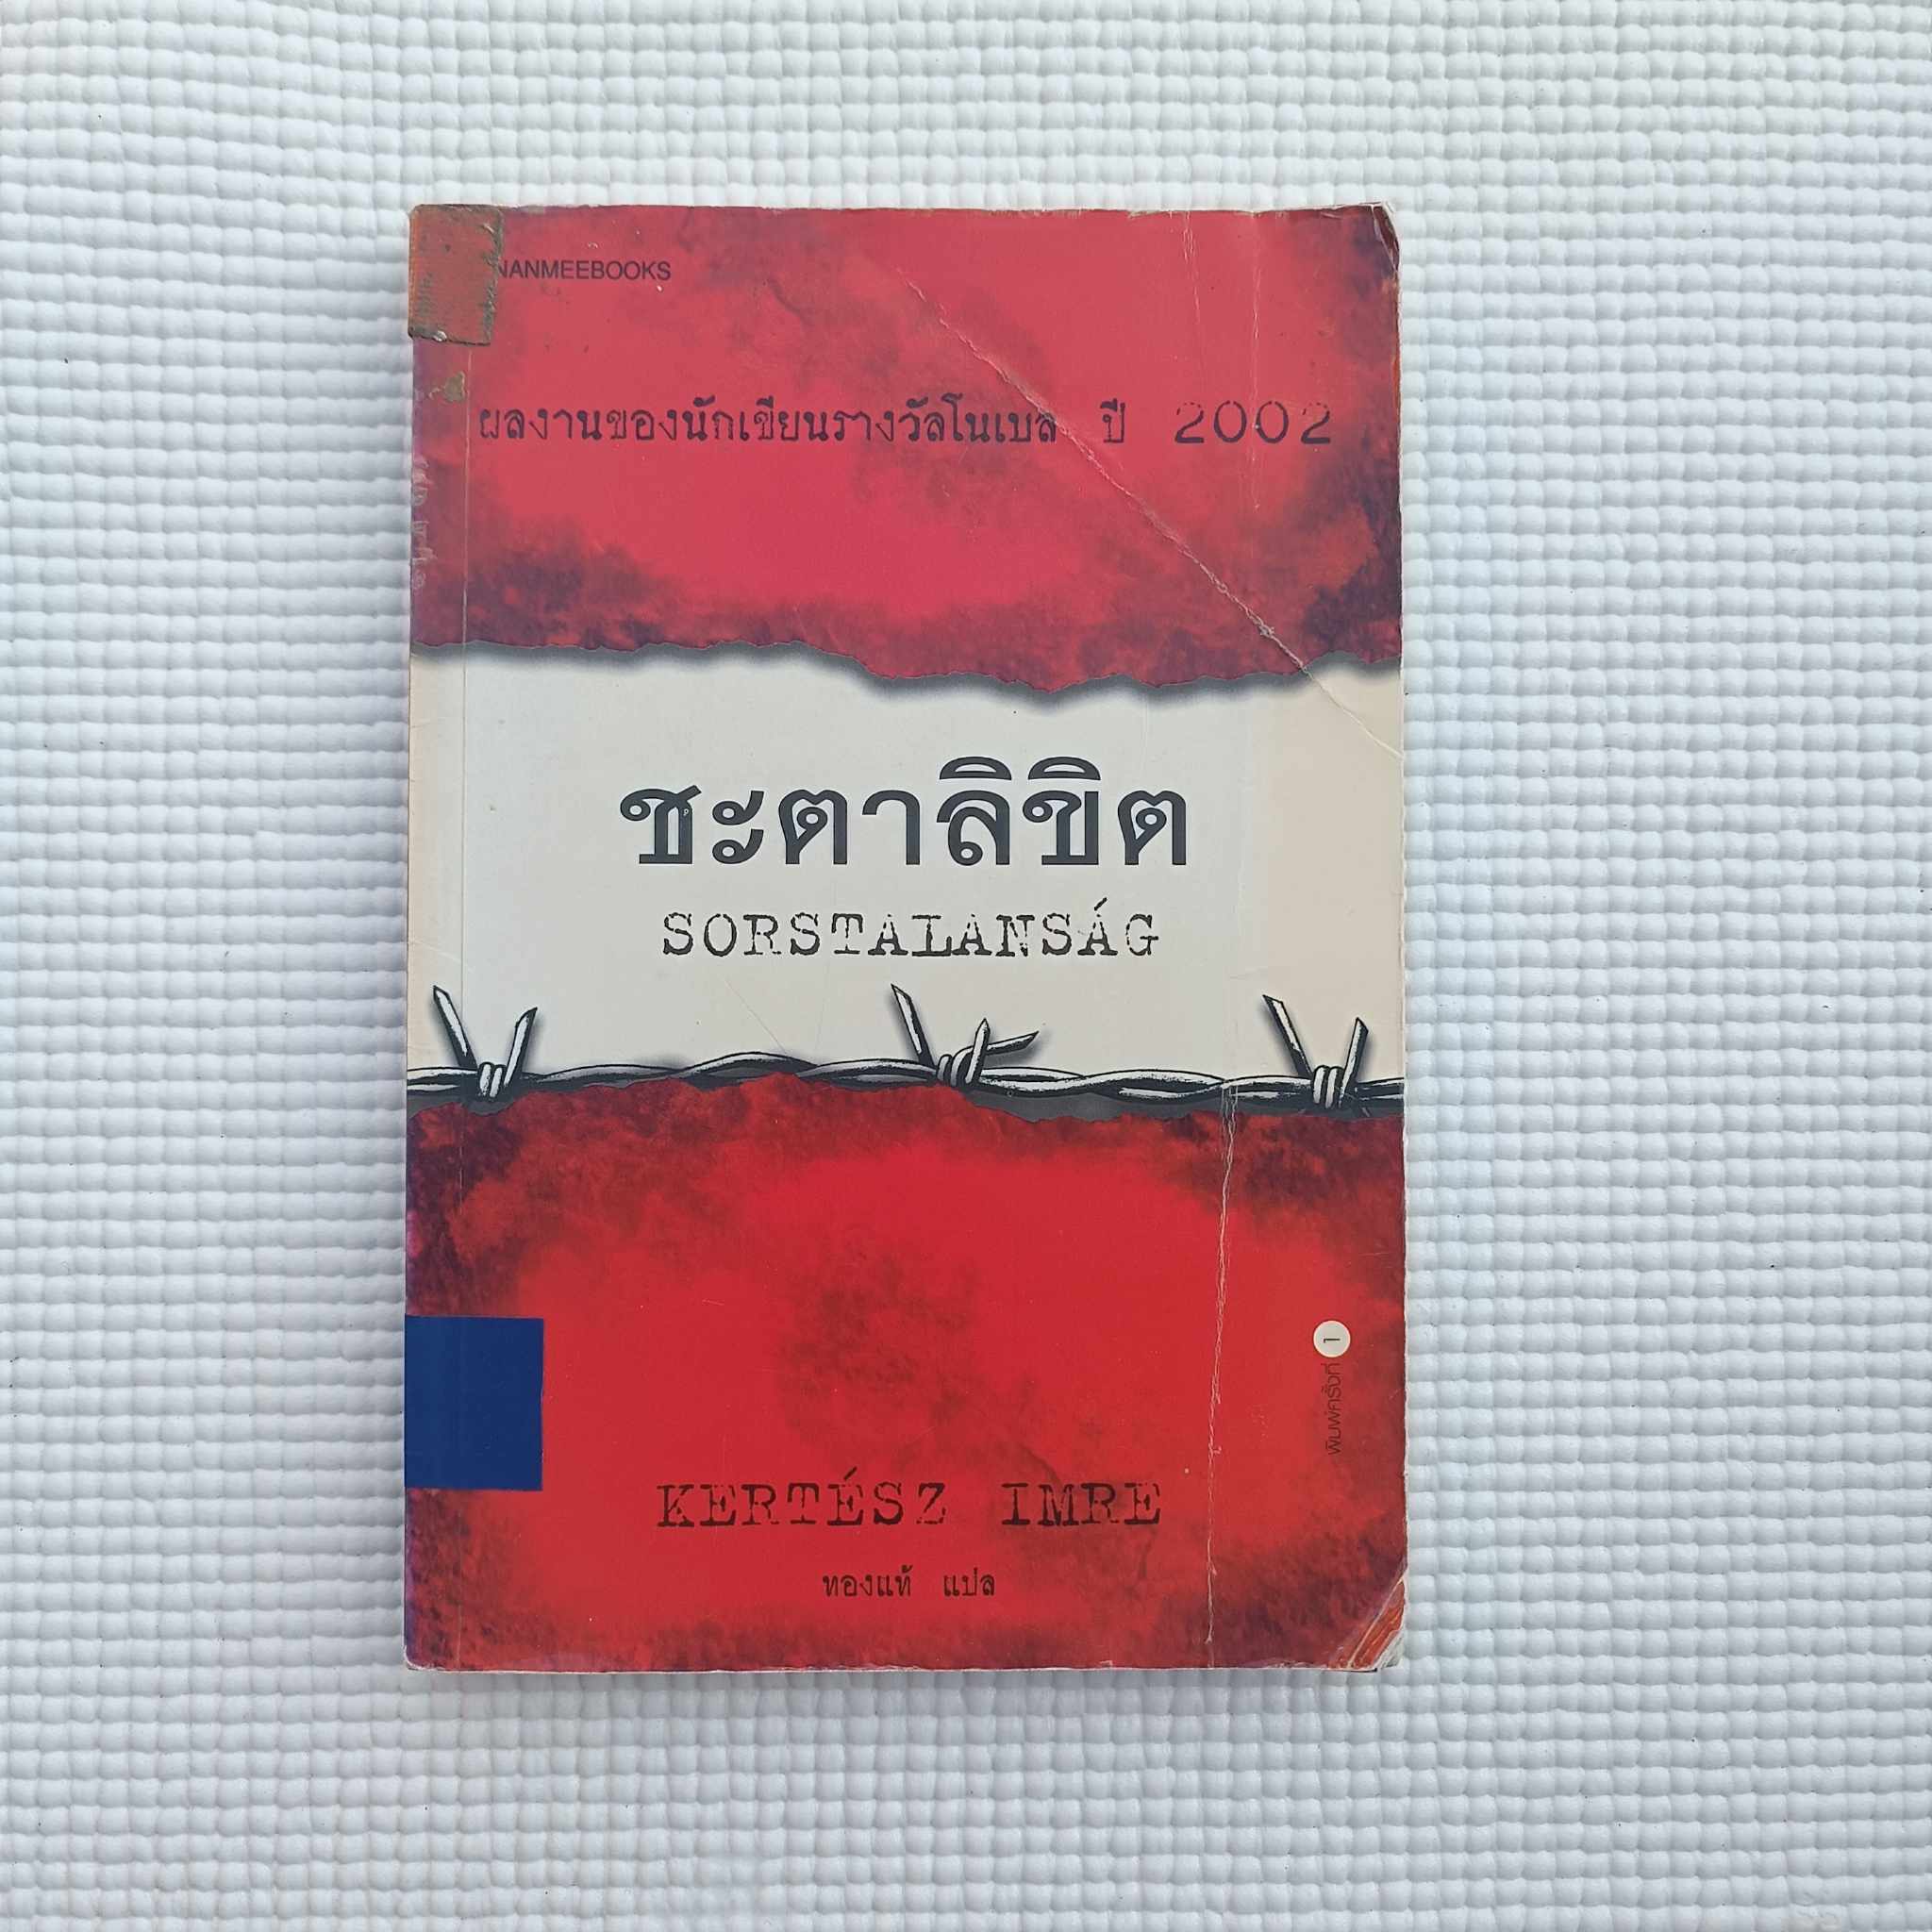 NANMEEBOOKS
ผลงานของนักเขียนรางวัลโนเบล ปี 2002
ชะตาลิขิต
SORSTALANSÁG
พิมพ์ครั้งที่ 1
KERTÉSZ IMRE
ทองแท้ แปล